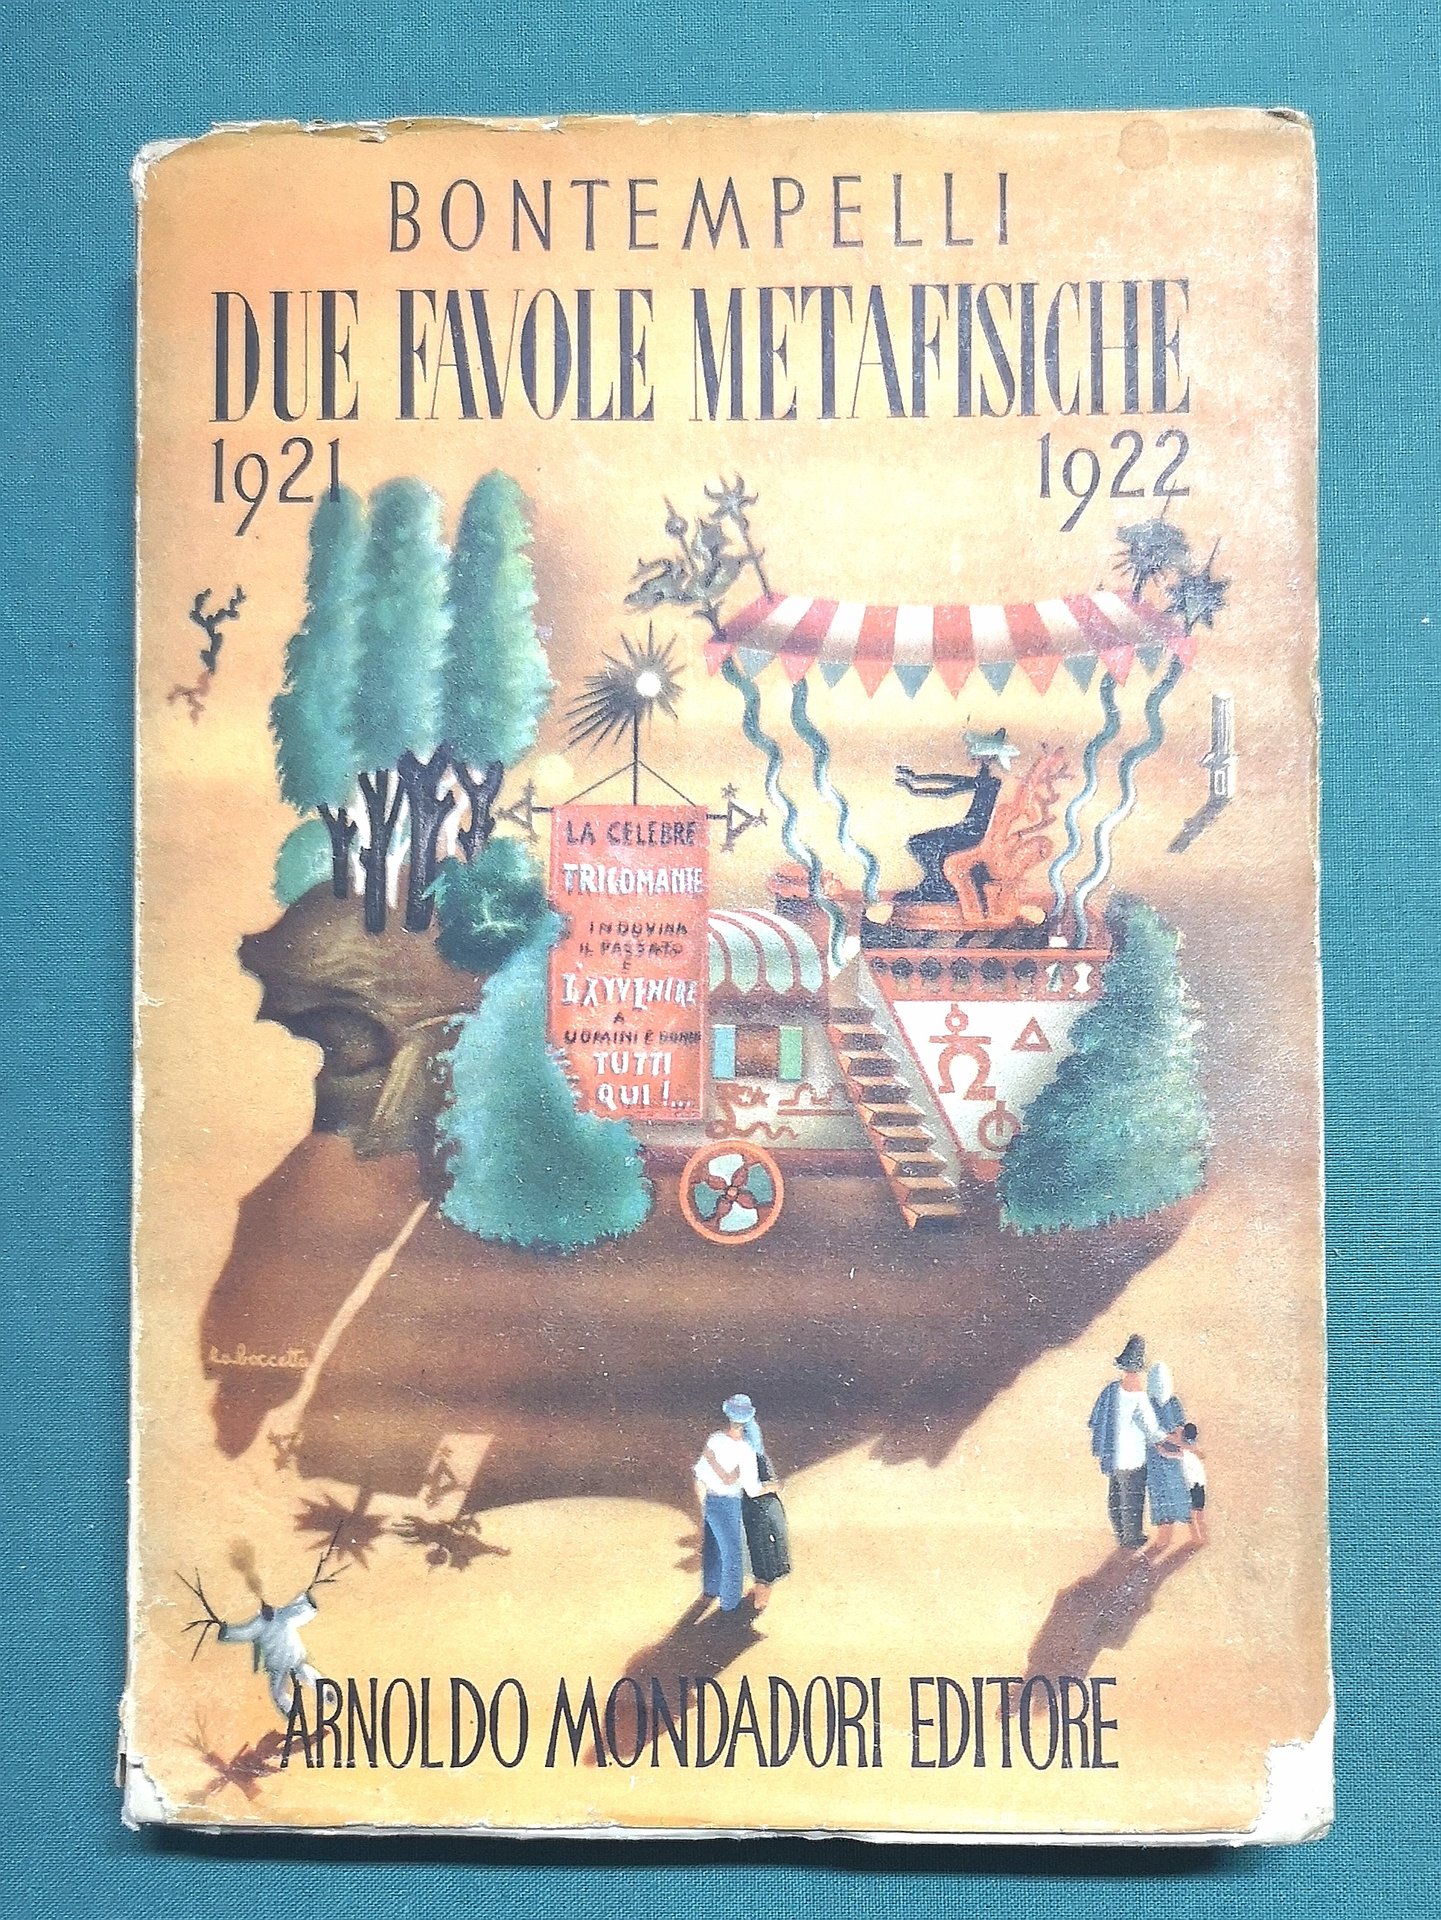 BONTEMPELLI
DUE FAVOLE METAFISICHE
1921 1922
LA CELEBRE
TRICOMANTE
INDOVINA
IL PASSATO
E
L'AVVENIRE
A
UOMINI E DONNE
TUTTI
QUI!...
Laboccetta
ARNOLDO MONDADORI EDITORE